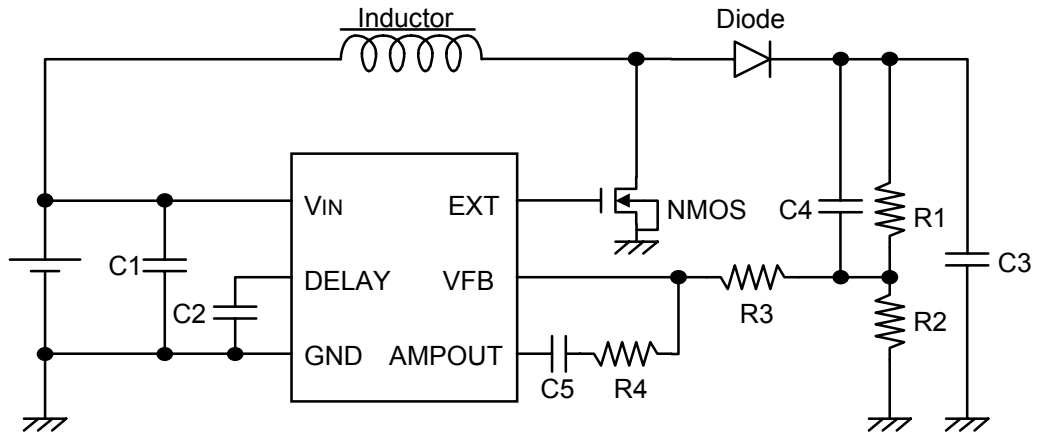 Inductor
Diode
VIN
EXT
NMOS
C4
R1
C1
DELAY
VFB
C3
C2
R3
R2
GND
AMPOUT
C5
R4